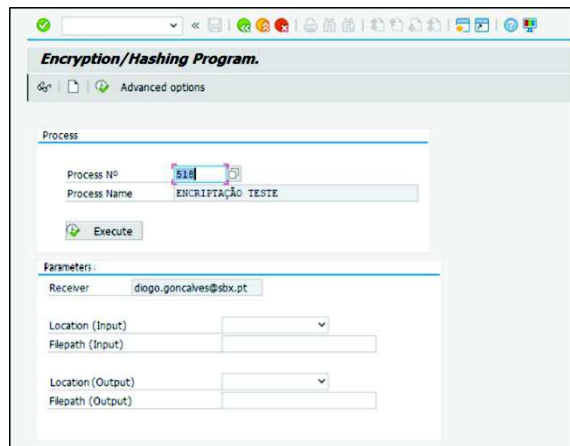 Encryption/Hashing Program.
Advanced options
Process
Process Nº 518
Process Name ENCRIPTAÇÃO TESTE
Execute
Parameters:
Receiver diogo.goncalves@sbx.pt
Location (Input)
Filepath (Input)
Location (Output)
Filepath (Output)